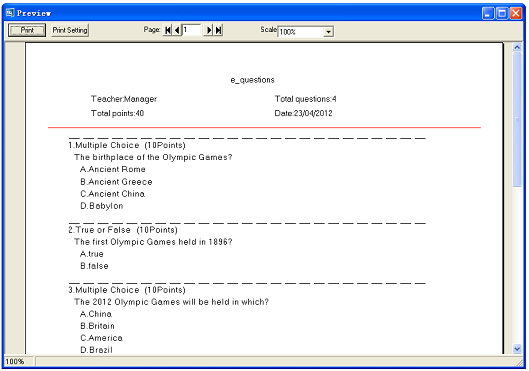 Preview
Print Print Setting Page: 1 Scale 100%
e_questions
Teacher:Manager Total questions:4
Total points:40 Date:23/04/2012
1.Multiple Choice (10Points)
The birthplace of the Olympic Games?
A.Ancient Rome
B.Ancient Greece
C.Ancient China
D.Babylon
2.True or False (10Points)
The first Olympic Games held in 1896?
A.true
B.false
3.Multiple Choice (10Points)
The 2012 Olympic Games will be held in which?
A.China
B.Britain
C.America
D.Brazil
100%